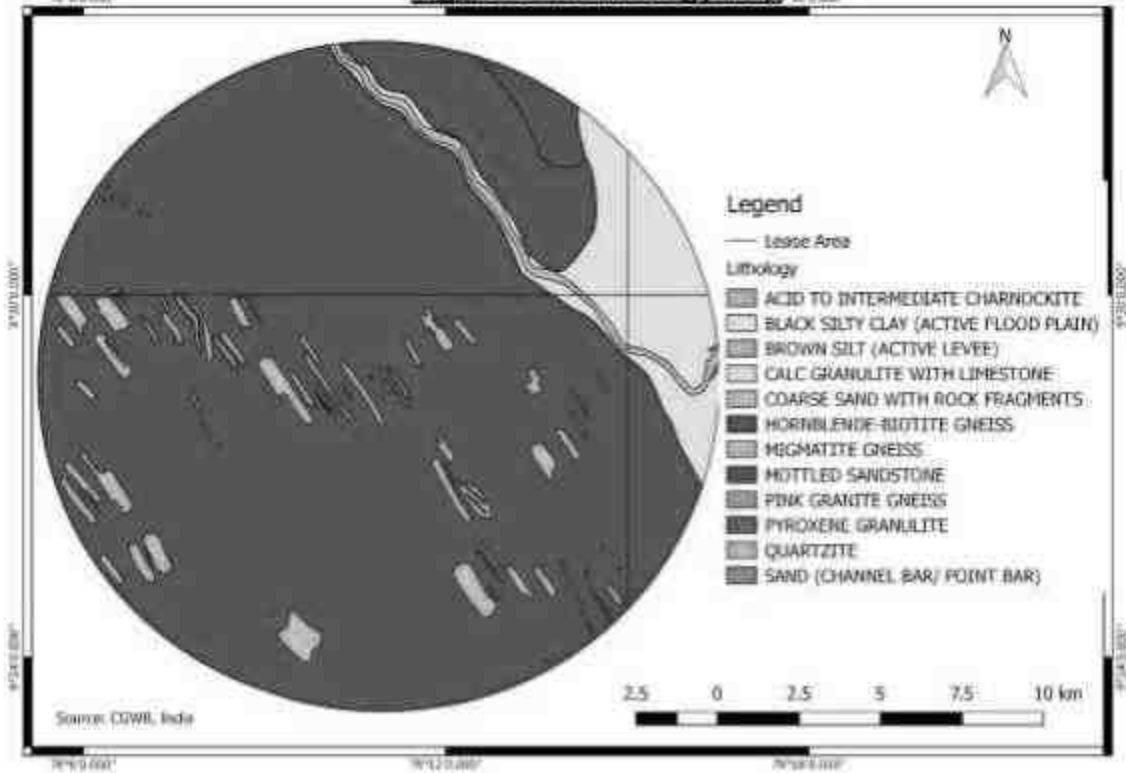 N
Legend
Lease Area
Lithology
ACID TO INTERMEDIATE CHARNOCKITE
BLACK SILTY CLAY (ACTIVE FLOOD PLAIN)
BROWN SILT (ACTIVE LEVEE)
CALC GRANULITE WITH LIMESTONE
COARSE SAND WITH ROCK FRAGMENTS
HORNBLENDE-BIOTITE GNEISS
MIGMATITE GNEISS
MOTTLED SANDSTONE
PINK GRANITE GNEISS
PYROXENE GRANULITE
QUARTZITE
SAND (CHANNEL BAR/ POINT BAR)
2.5 0 2.5 5 7.5 10 km
Source: CGWB, India